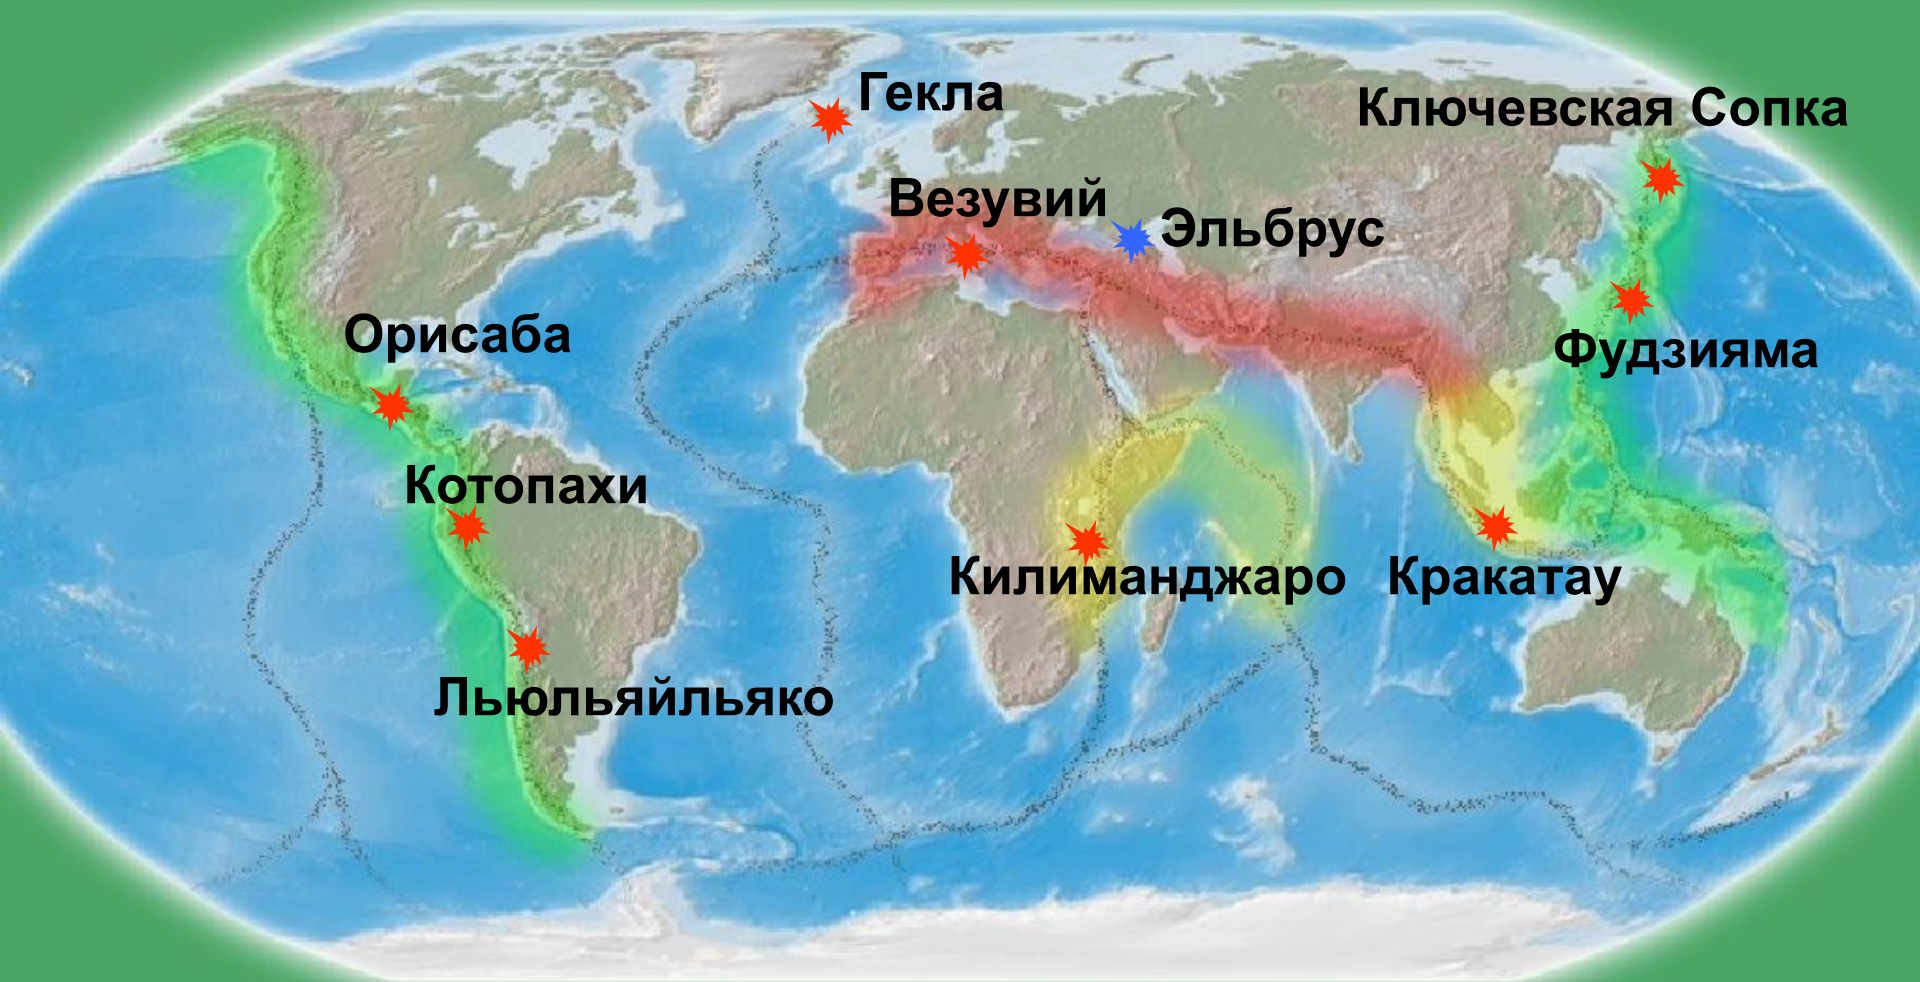 Гекла
Ключевская Сопка
Везувий
Эльбрус
Орисаба
Фудзияма
Котопахи
Килиманджаро
Кракатау
Льюльяйльяко